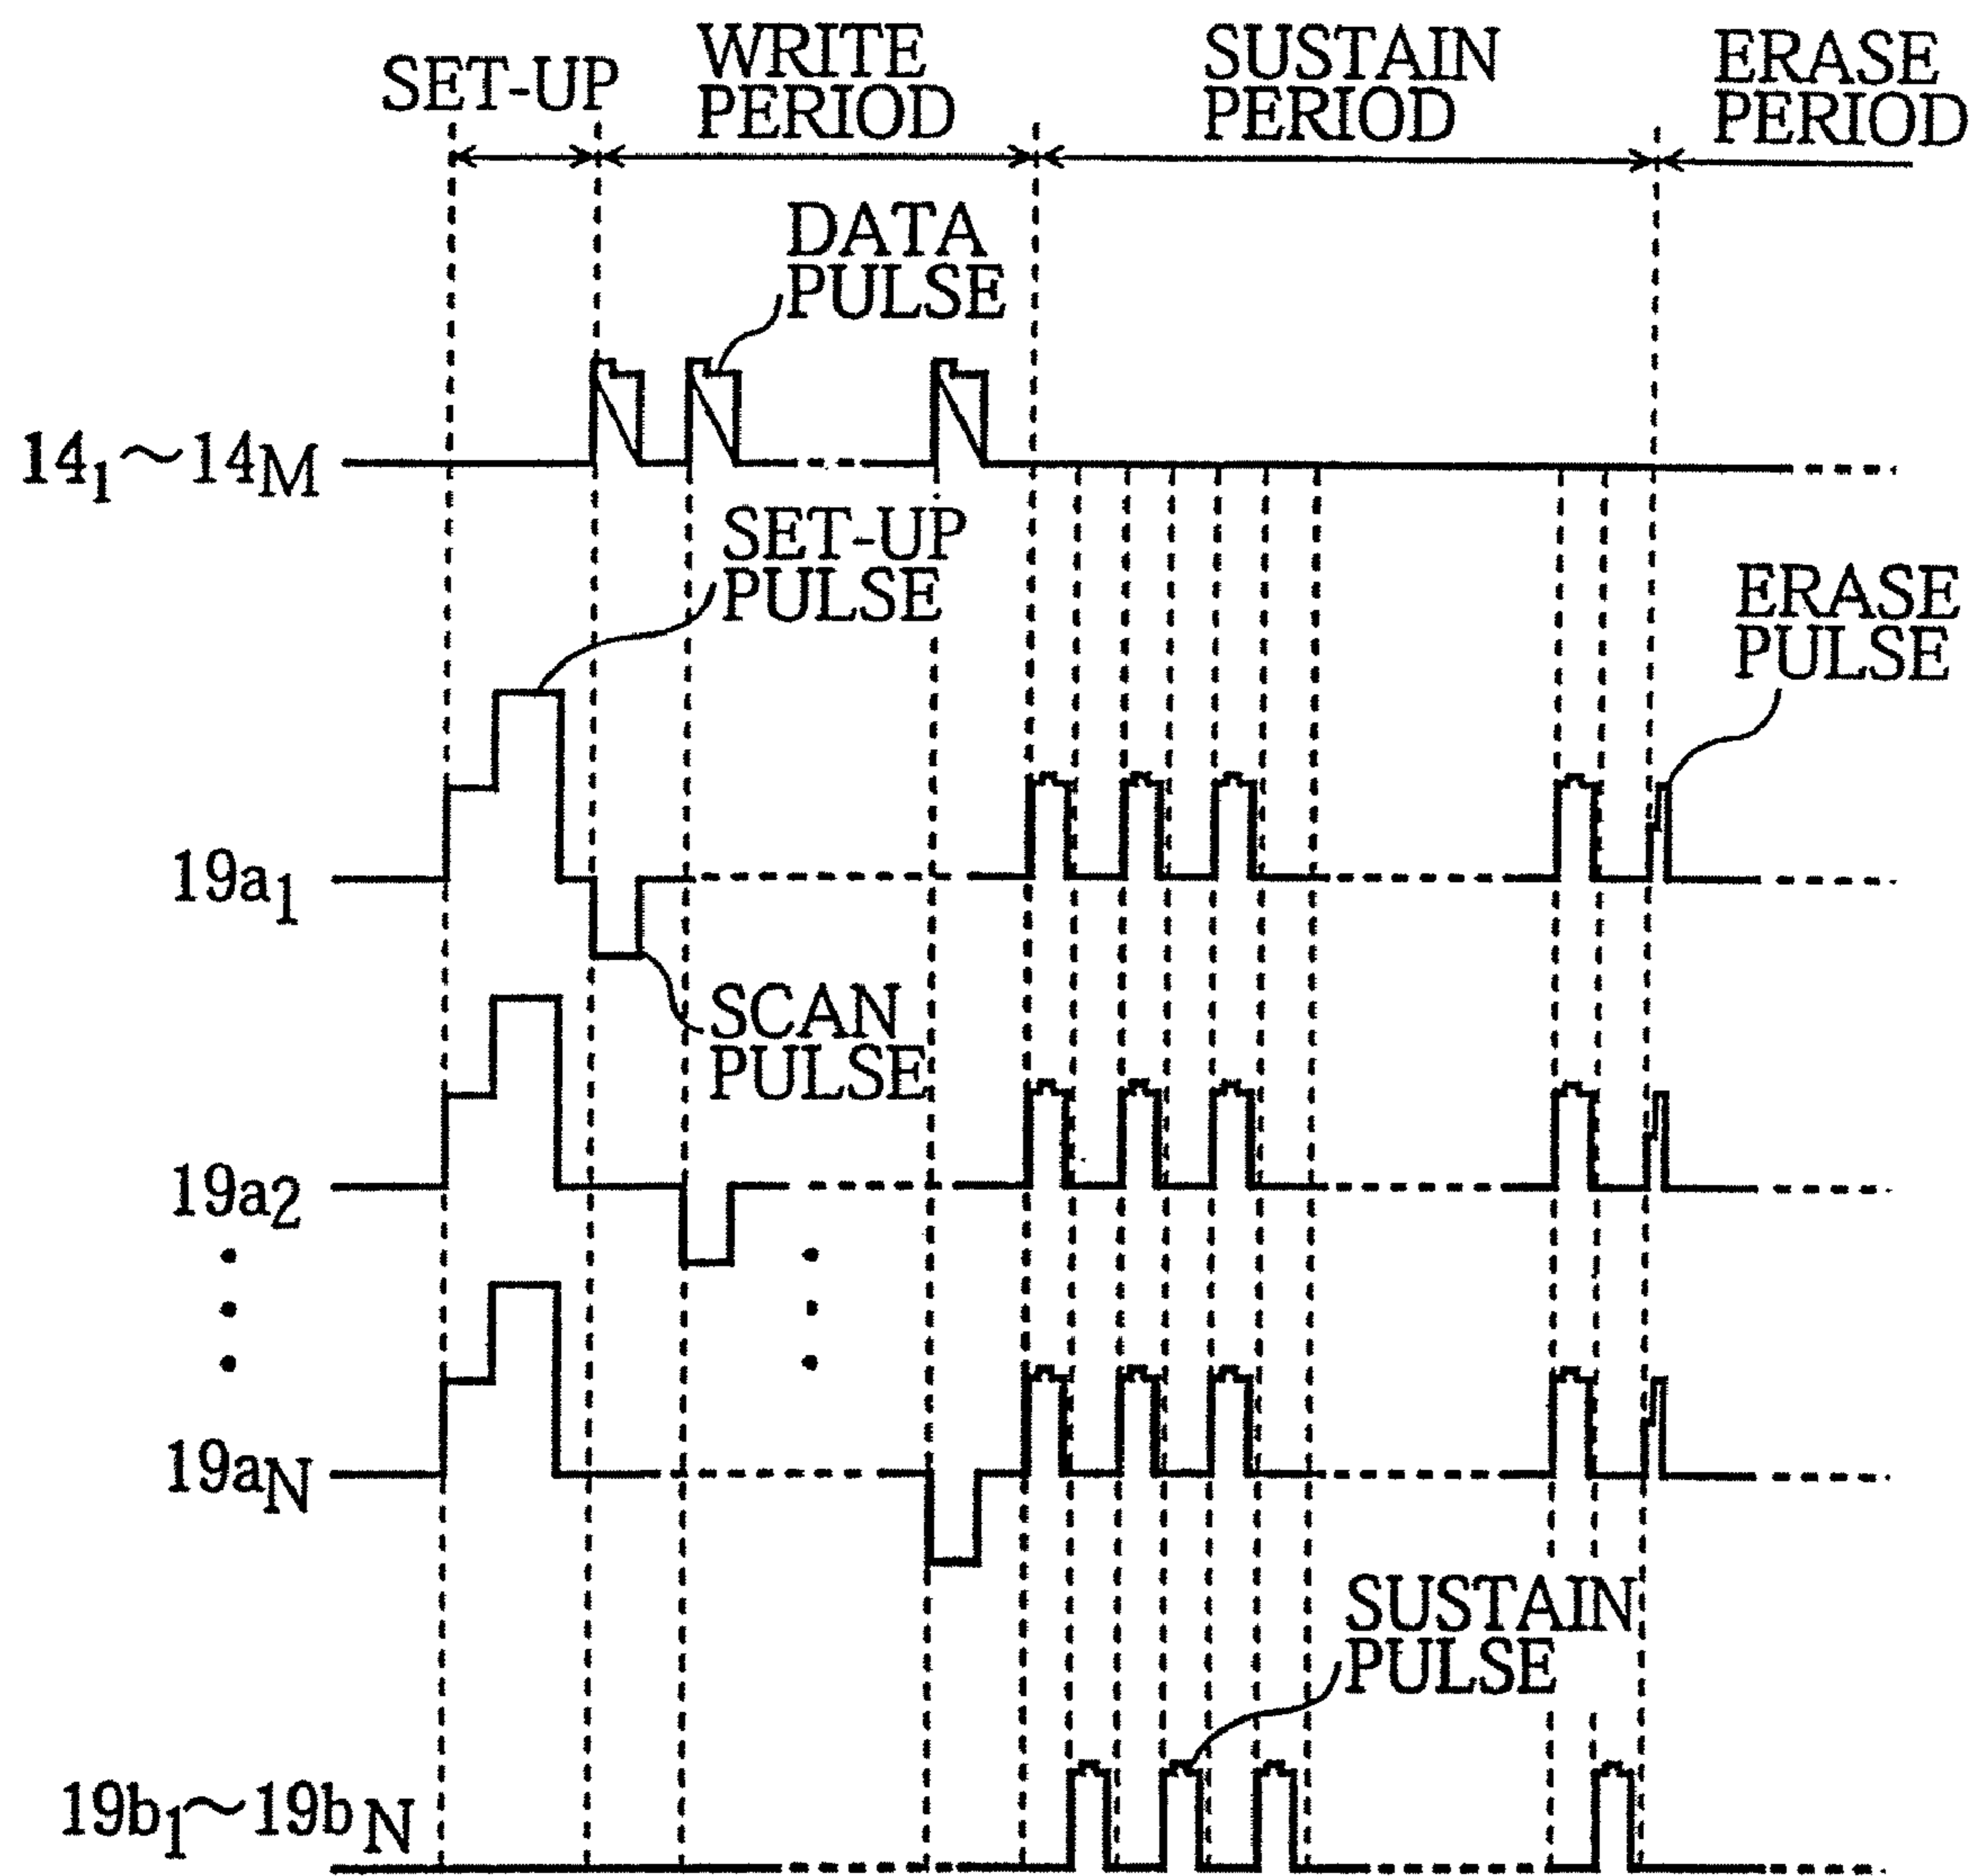 SET-UP
WRITE
PERIOD
SUSTAIN
PERIOD
ERASE
PERIOD
DATA
PULSE
14₁~14M
SET-UP
PULSE
ERASE
PULSE
19a₁
SCAN
PULSE
19a₂
19aN
SUSTAIN
PULSE
19b₁~19bN